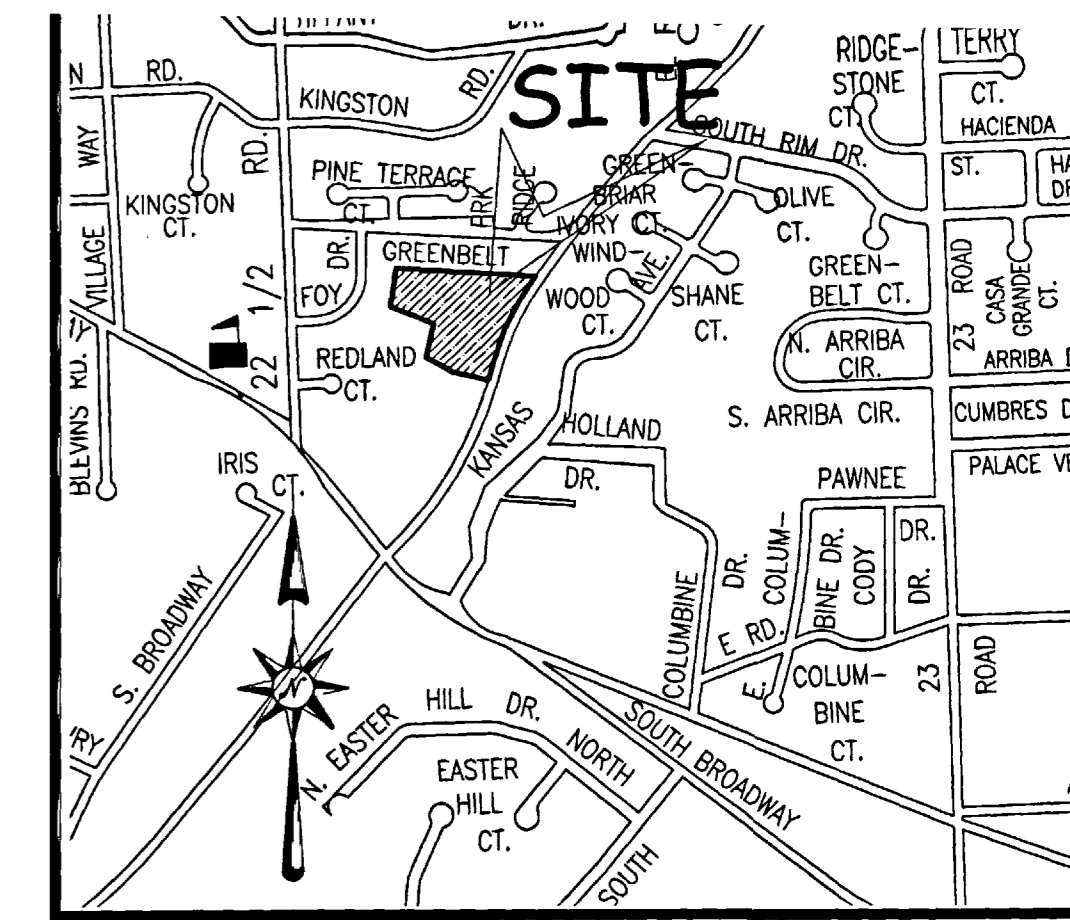 DR.
RD.
KINGSTON
RD.
SITE
RIDGE-
STONE
CT.
TERRY
CT.
HACIENDA
N
WAY
VILLAGE
KINGSTON
CT.
RD.
22 1/2
PINE TERRACE
CT.
RIDGE
GREEN-
BRIAR
CT.
SOUTH RIM DR.
ST.
OLIVE
CT.
IVORY
WIND-
WOOD
CT.
AVE.
GREENBELT
DR.
FOY
SHANE
CT.
GREEN-
BELT CT.
23 ROAD
CASA
GRANDE
CT.
N. ARRIBA
CIR.
ARRIBA
S. ARRIBA CIR.
CUMBRES
REDLAND
CT.
BLEVINS RD.
KANSAS
HOLLAND
DR.
IRIS
CT.
PAWNEE
DR.
COLUMBINE
DR.
COLUM-
BINE DR.
CODY
DR.
PALACE
E RD.
E.
COLUM-
BINE
CT.
23
ROAD
S. BROADWAY
N
N. EASTER
HILL
DR.
EASTER
HILL
CT.
NORTH
SOUTH BROADWAY
SOUTH